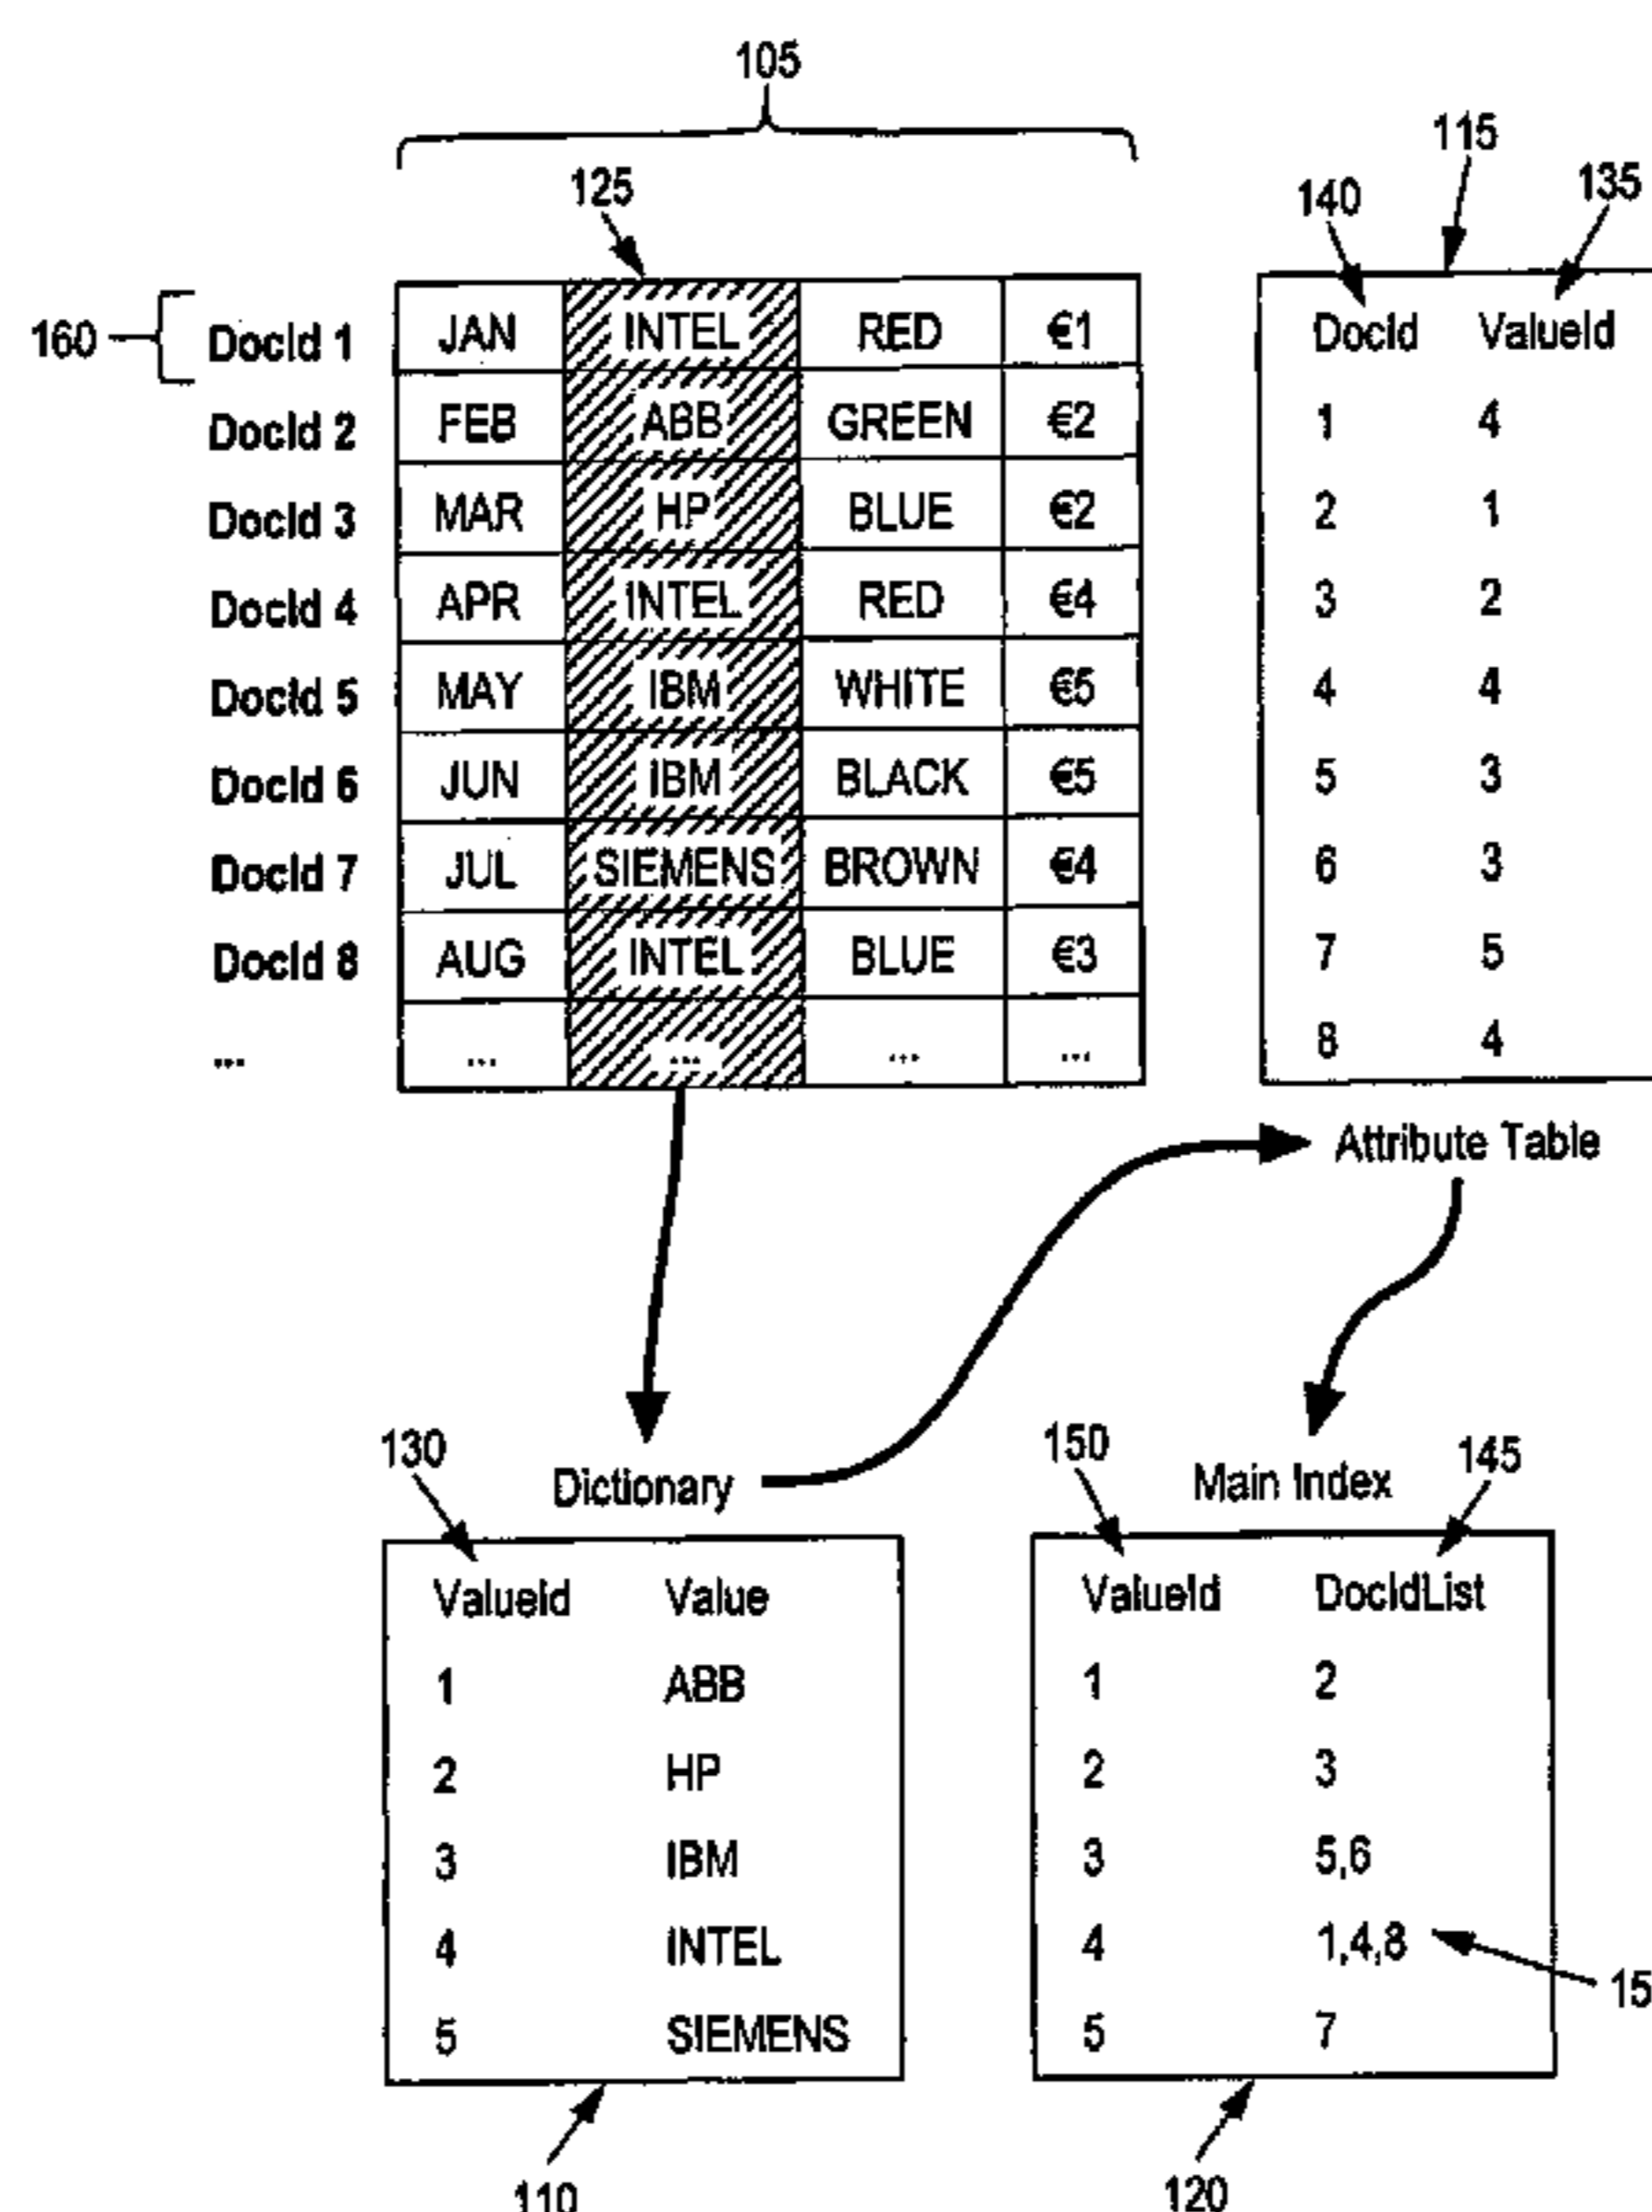 105
125
115
140
135
160
DocId 1 JAN INTEL RED €1
DocId 2 FEB ABB GREEN €2
DocId 3 MAR HP BLUE €2
DocId 4 APR INTEL RED €4
DocId 5 MAY IBM WHITE €5
DocId 6 JUN IBM BLACK €5
DocId 7 JUL SIEMENS BROWN €4
DocId 8 AUG INTEL BLUE €3
... ... ... ... ...
DocId ValueId
1 4
2 1
3 2
4 4
5 3
6 3
7 5
8 4
Attribute Table
130
Dictionary
ValueId Value
1 ABB
2 HP
3 IBM
4 INTEL
5 SIEMENS
110
150
Main Index
145
ValueId DocIdList
1 2
2 3
3 5,6
4 1,4,8
5 7
15
120